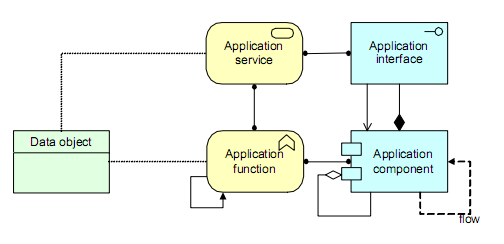 Application
service
Application
interface
Data object
Application
function
Application
component
flow